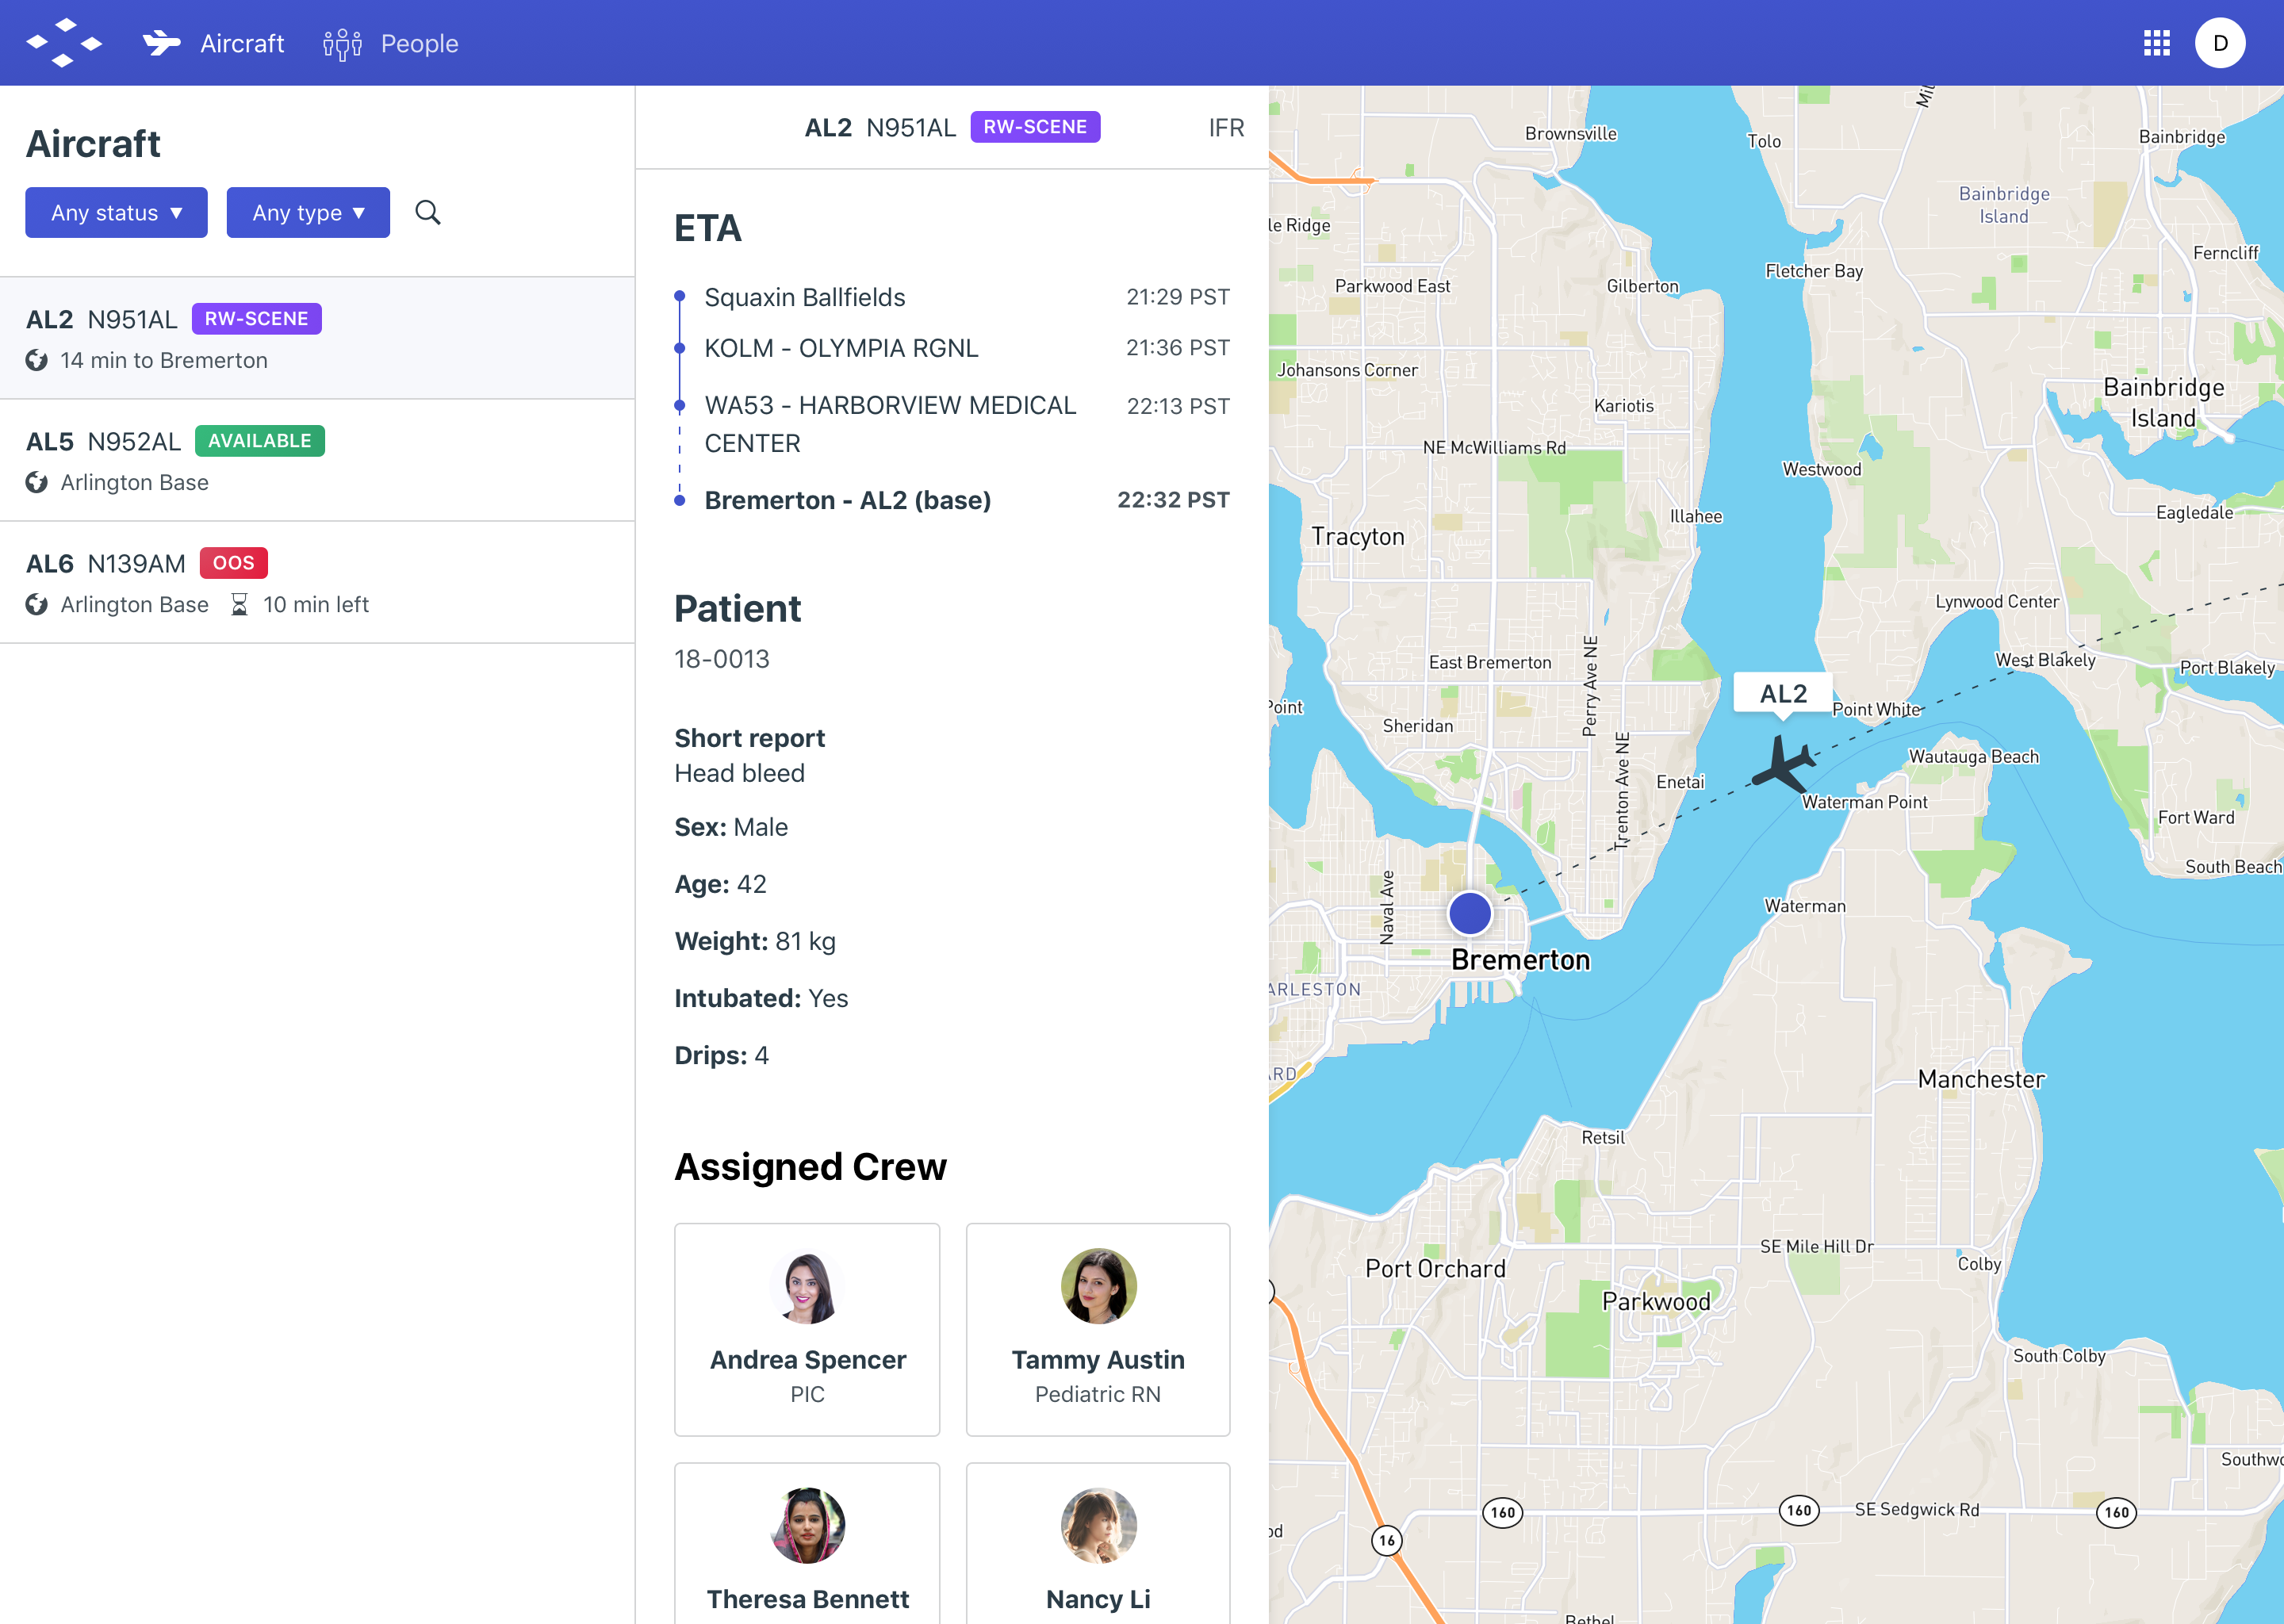 Aircraft
People
D
Aircraft
Any status ▼
Any type ▼
AL2 N951AL RW-SCENE
14 min to Bremerton
AL5 N952AL AVAILABLE
Arlington Base
AL6 N139AM OOS
Arlington Base 10 min left
AL2 N951AL RW-SCENE IFR
ETA
Squaxin Ballfields 21:29 PST
KOLM - OLYMPIA RGNL 21:36 PST
WA53 - HARBORVIEW MEDICAL 22:13 PST
CENTER
Bremerton - AL2 (base) 22:32 PST
Patient
18-0013
Short report
Head bleed
Sex: Male
Age: 42
Weight: 81 kg
Intubated: Yes
Drips: 4
Assigned Crew
Andrea Spencer
PIC
Tammy Austin
Pediatric RN
Theresa Bennett
Nancy Li
Brownsville
Tolo
Bainbridge
Bainbridge
Island
le Ridge
Ferncliff
Fletcher Bay
Parkwood East
Gilberton
Johansons Corner
Bainbridge
Island
Kariotis
NE McWilliams Rd
Westwood
Illahee
Eagledale
Tracyton
Lynwood Center
East Bremerton
Perry Ave NE
West Blakely
Port Blakely
AL2
Point
Point White
Sheridan
Trenton Ave NE
Wautauga Beach
Enetai
Waterman Point
Fort Ward
South Beach
Naval Ave
Waterman
Bremerton
ARLESTON
ARD
Manchester
Retsil
SE Mile Hill Dr
Port Orchard
Colby
Parkwood
South Colby
Southwo
160
160
SE Sedgwick Rd
160
od
16
Bethel